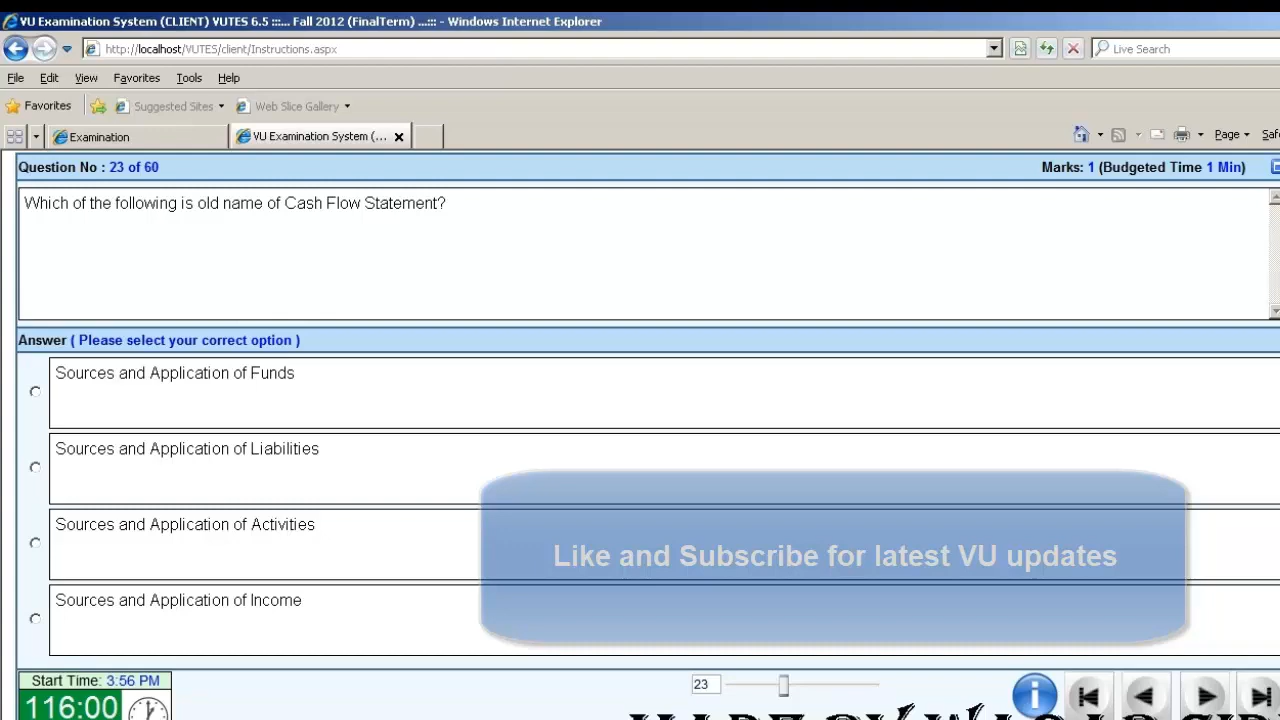 VU Examination System (CLIENT) VUTES 6.5 :::... Fall 2012 (FinalTerm) ...::: - Windows Internet Explorer
http://localhost/VUTES/client/Instructions.aspx
Live Search
File Edit View Favorites Tools Help
Favorites Suggested Sites Web Slice Gallery
Examination VU Examination System (... Page
Question No : 23 of 60 Marks: 1 (Budgeted Time 1 Min)
Which of the following is old name of Cash Flow Statement?
Answer ( Please select your correct option )
Sources and Application of Funds
Sources and Application of Liabilities
Sources and Application of Activities
Like and Subscribe for latest VU updates
Sources and Application of Income
Start Time: 3:56 PM
23
116:00